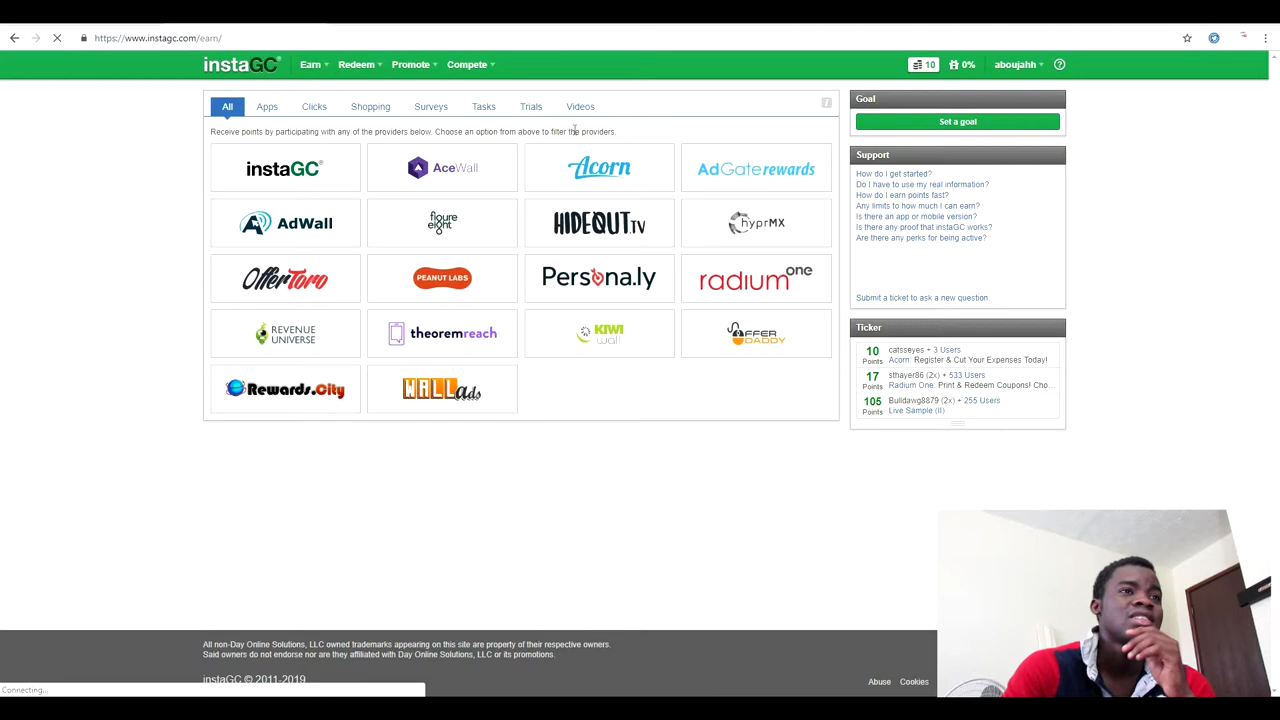 https://www.instagc.com/earn/
instaGC
Earn
Redeem
Promote
Compete
10
0%
aboujahh
All
Apps
Clicks
Shopping
Surveys
Tasks
Trials
Videos
Receive points by participating with any of the providers below. Choose an option from above to filter the providers.
instaGC
AceWall
Acorn
AdGate rewards
AdWall
figure
eight
HIDEOUT.TV
hyprMX
OfferToro
PEANUT LABS
Persona.ly
radiumone
REVENUE
UNIVERSE
theoremreach
KIWI
wall
OFFER
DADDY
Rewards.City
WALLads
Goal
Set a goal
Support
How do I get started?
Do I have to use my real information?
How do I earn points fast?
Any limits to how much I can earn?
Is there an app or mobile version?
Is there any proof that instaGC works?
Are there any perks for being active?
Submit a ticket to ask a new question.
Ticker
10 catsseyes + 3 Users
Points Acorn: Register & Cut Your Expenses Today!
17 sthayer86 (2x) + 533 Users
Points Radium One: Print & Redeem Coupons! Cho...
105 Bulldawg8879 (2x) + 255 Users
Points Live Sample (II)
All non-Day Online Solutions, LLC owned trademarks appearing on this site are property of their respective owners.
Said owners do not endorse nor are they affiliated with Day Online Solutions, LLC or its promotions.
instaGC © 2011-2019
Abuse
Cookies
Connecting...